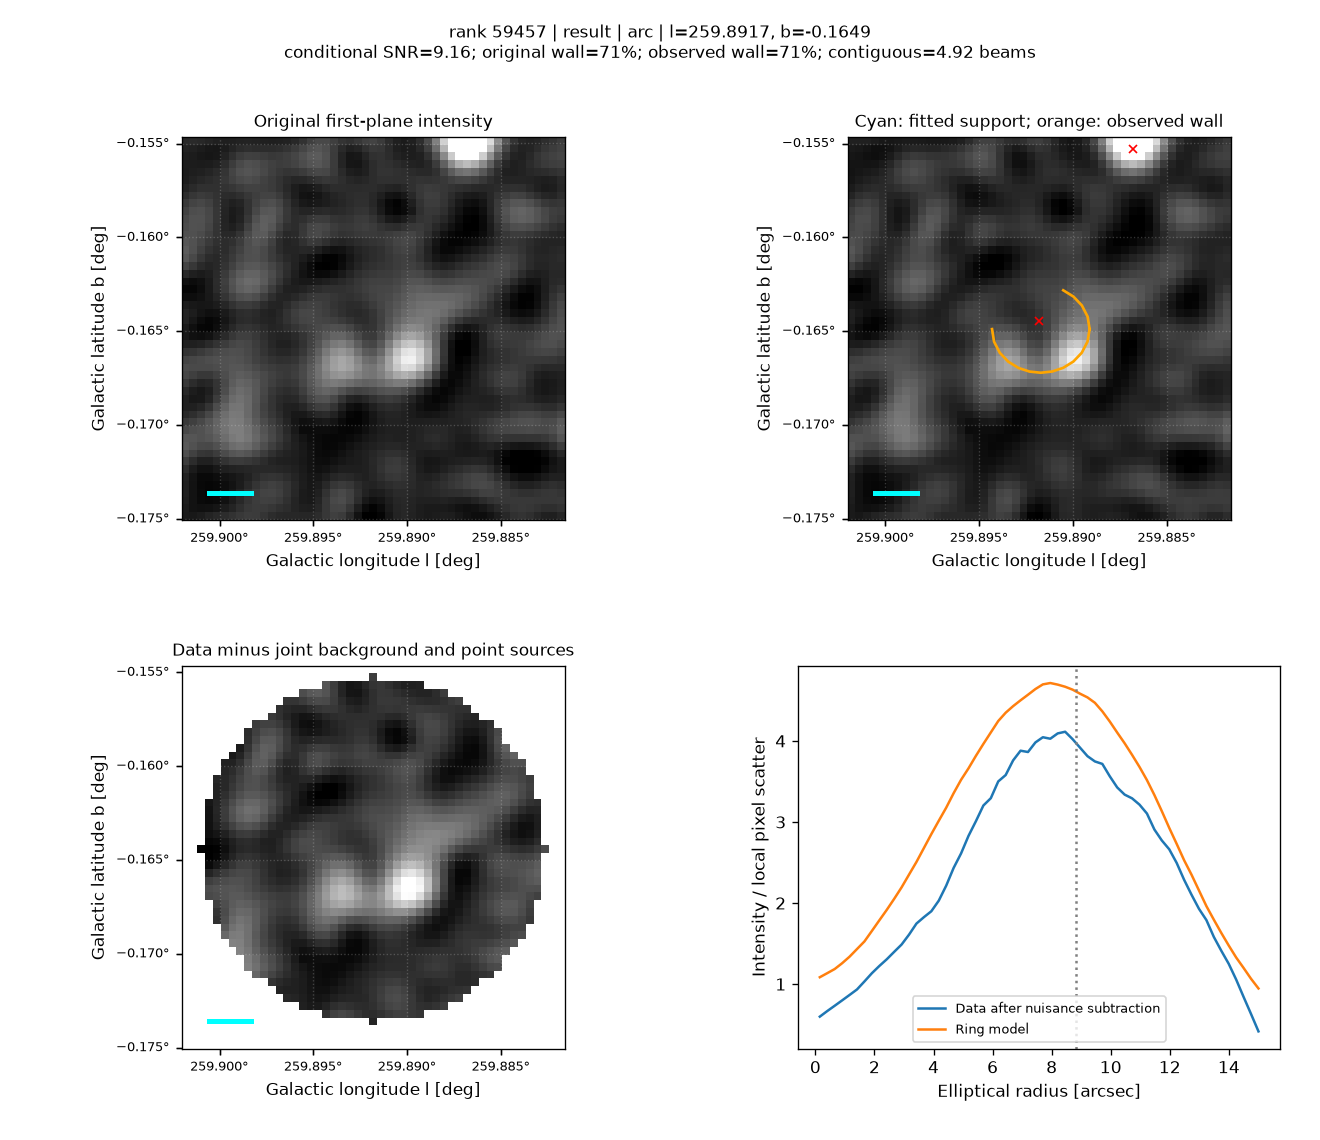 rank 59457 | result | arc | l=259.8917, b=-0.1649
conditional SNR=9.16; original wall=71%; observed wall=71%; contiguous=4.92 beams
Original first-plane intensity
−0.155°
−0.160°
−0.165°
−0.170°
−0.175°
Galactic latitude b [deg]
259.900°
259.895°
259.890°
259.885°
Galactic longitude l [deg]
Cyan: fitted support; orange: observed wall
−0.155°
−0.160°
−0.165°
−0.170°
−0.175°
Galactic latitude b [deg]
259.900°
259.895°
259.890°
259.885°
Galactic longitude l [deg]
Data minus joint background and point sources
−0.155°
−0.160°
−0.165°
−0.170°
−0.175°
Galactic latitude b [deg]
259.900°
259.895°
259.890°
259.885°
Galactic longitude l [deg]
4
3
2
1
Intensity / local pixel scatter
Data after nuisance subtraction
Ring model
0
2
4
6
8
10
12
14
Elliptical radius [arcsec]